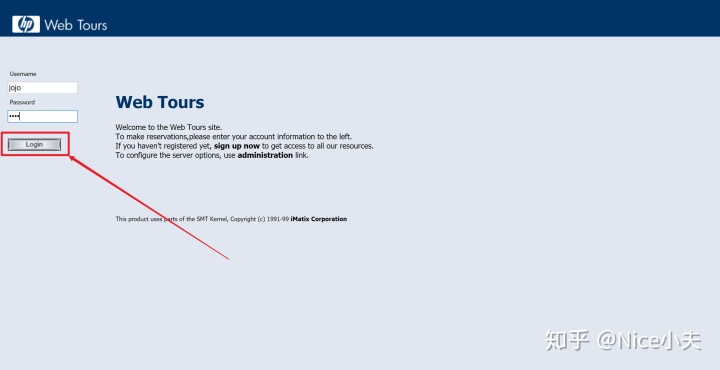 hp Web Tours
Username
jojo
Password
••••
Login
Web Tours
Welcome to the Web Tours site.
To make reservations,please enter your account information to the left.
If you haven't registered yet, sign up now to get access to all our resources.
To configure the server options, use administration link.
This product uses parts of the SMT Kernel, Copyright (c) 1991-99 iMatix Corporation
知乎 @Nice小夫